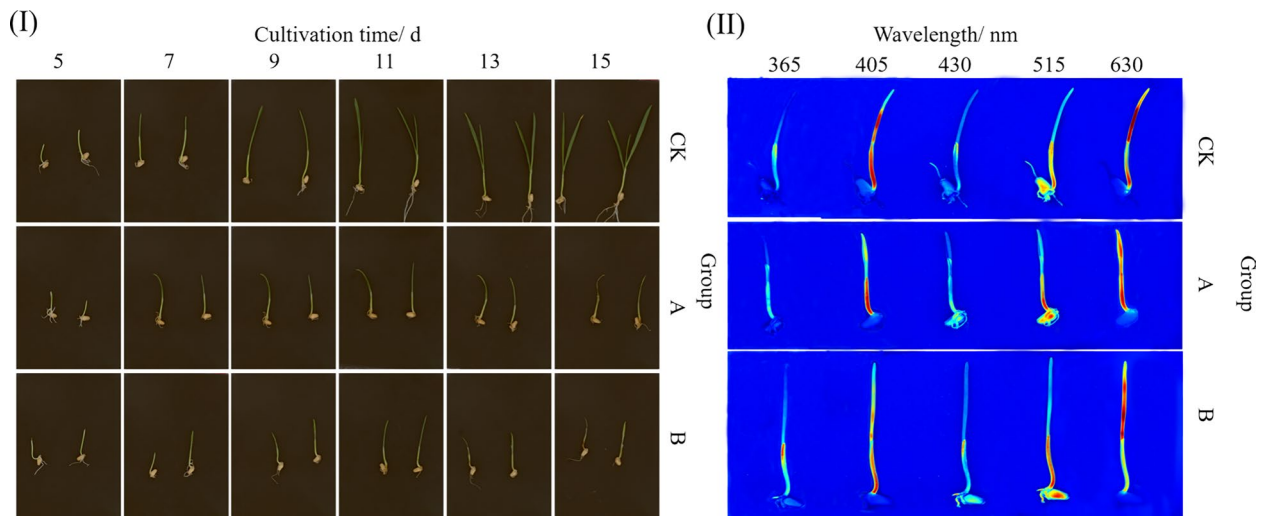 (I)
Cultivation time/ d
5 7 9 11 13 15
CK
A
B
Group
(II)
Wavelength/ nm
365 405 430 515 630
CK
A
B
Group